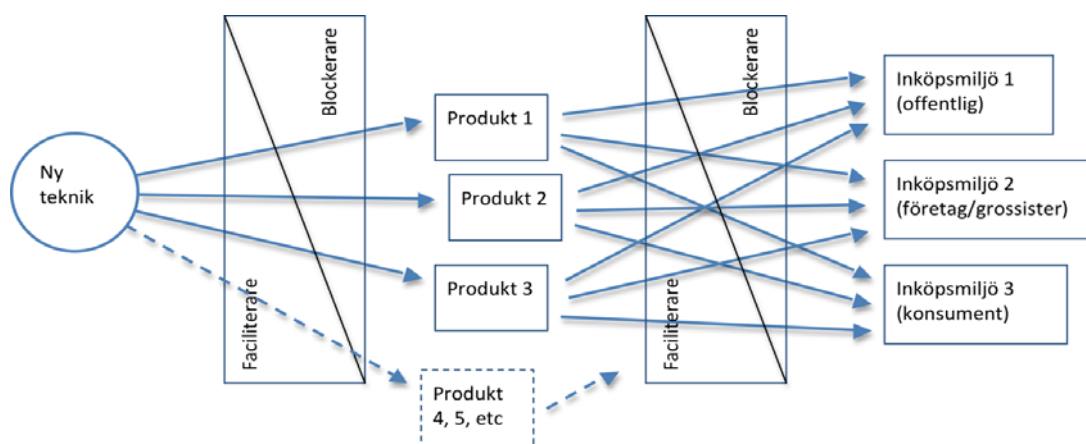 Ny
teknik
Faciliterare
Blockerare
Produkt 1
Produkt 2
Produkt 3
Produkt
4, 5, etc
Faciliterare
Blockerare
Inköpsmiljö 1
(offentlig)
Inköpsmiljö 2
(företag/grossister)
Inköpsmiljö 3
(konsument)